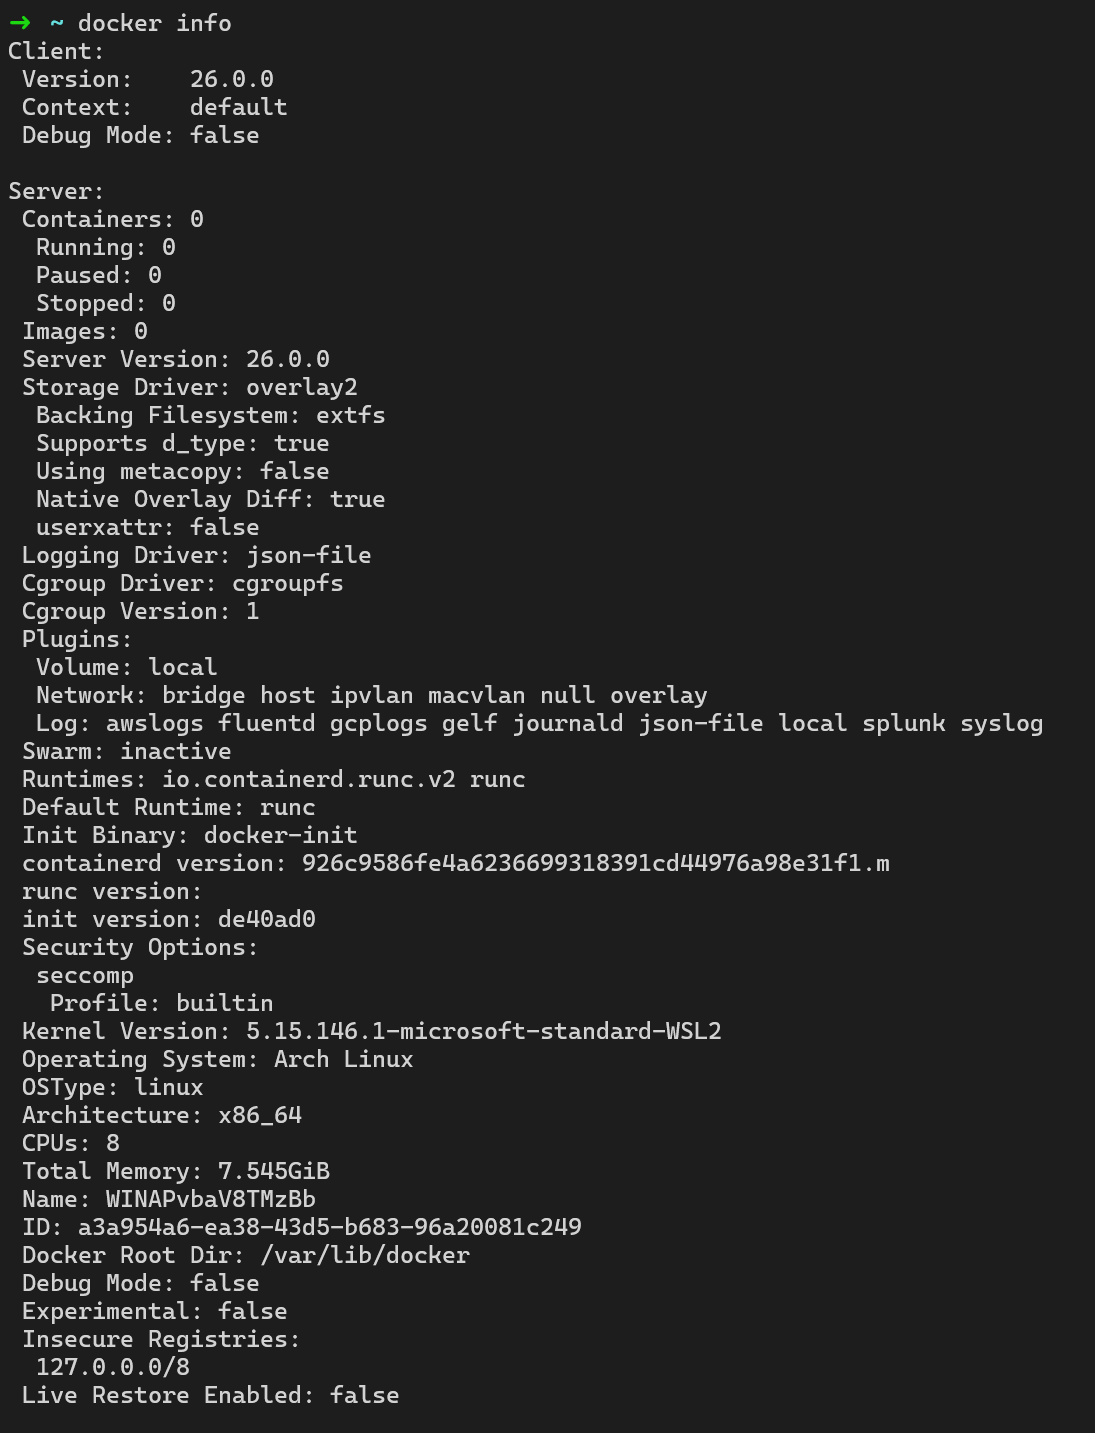 ➜ ~ docker info
Client:
 Version:    26.0.0
 Context:    default
 Debug Mode: false

Server:
 Containers: 0
  Running: 0
  Paused: 0
  Stopped: 0
 Images: 0
 Server Version: 26.0.0
 Storage Driver: overlay2
  Backing Filesystem: extfs
  Supports d_type: true
  Using metacopy: false
  Native Overlay Diff: true
  userxattr: false
 Logging Driver: json-file
 Cgroup Driver: cgroupfs
 Cgroup Version: 1
 Plugins:
  Volume: local
  Network: bridge host ipvlan macvlan null overlay
  Log: awslogs fluentd gcplogs gelf journald json-file local splunk syslog
 Swarm: inactive
 Runtimes: io.containerd.runc.v2 runc
 Default Runtime: runc
 Init Binary: docker-init
 containerd version: 926c9586fe4a6236699318391cd44976a98e31f1.m
 runc version:
 init version: de40ad0
 Security Options:
  seccomp
   Profile: builtin
 Kernel Version: 5.15.146.1-microsoft-standard-WSL2
 Operating System: Arch Linux
 OSType: linux
 Architecture: x86_64
 CPUs: 8
 Total Memory: 7.545GiB
 Name: WINAPvbaV8TMzBb
 ID: a3a954a6-ea38-43d5-b683-96a20081c249
 Docker Root Dir: /var/lib/docker
 Debug Mode: false
 Experimental: false
 Insecure Registries:
  127.0.0.0/8
 Live Restore Enabled: false